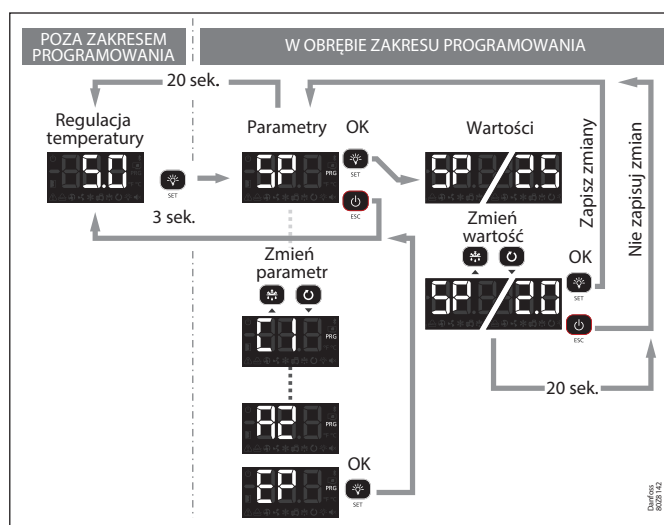 POZA ZAKRESEM
PROGRAMOWANIA
W OBRĘBIE ZAKRESU PROGRAMOWANIA
20 sek.
Regulacja
temperatury
Parametry
OK
Wartości
5.0
SET
SP
PRG
SET
SP
2.5
ESC
3 sek.
Zmień
parametr
Zmień
wartość
OK
Zapisz zmiany
Nie zapisuj zmian
SP
2.0
SET
ESC
C1
PRG
20 sek.
A2
PRG
OK
EP
PRG
SET
Danfoss
80Z8142